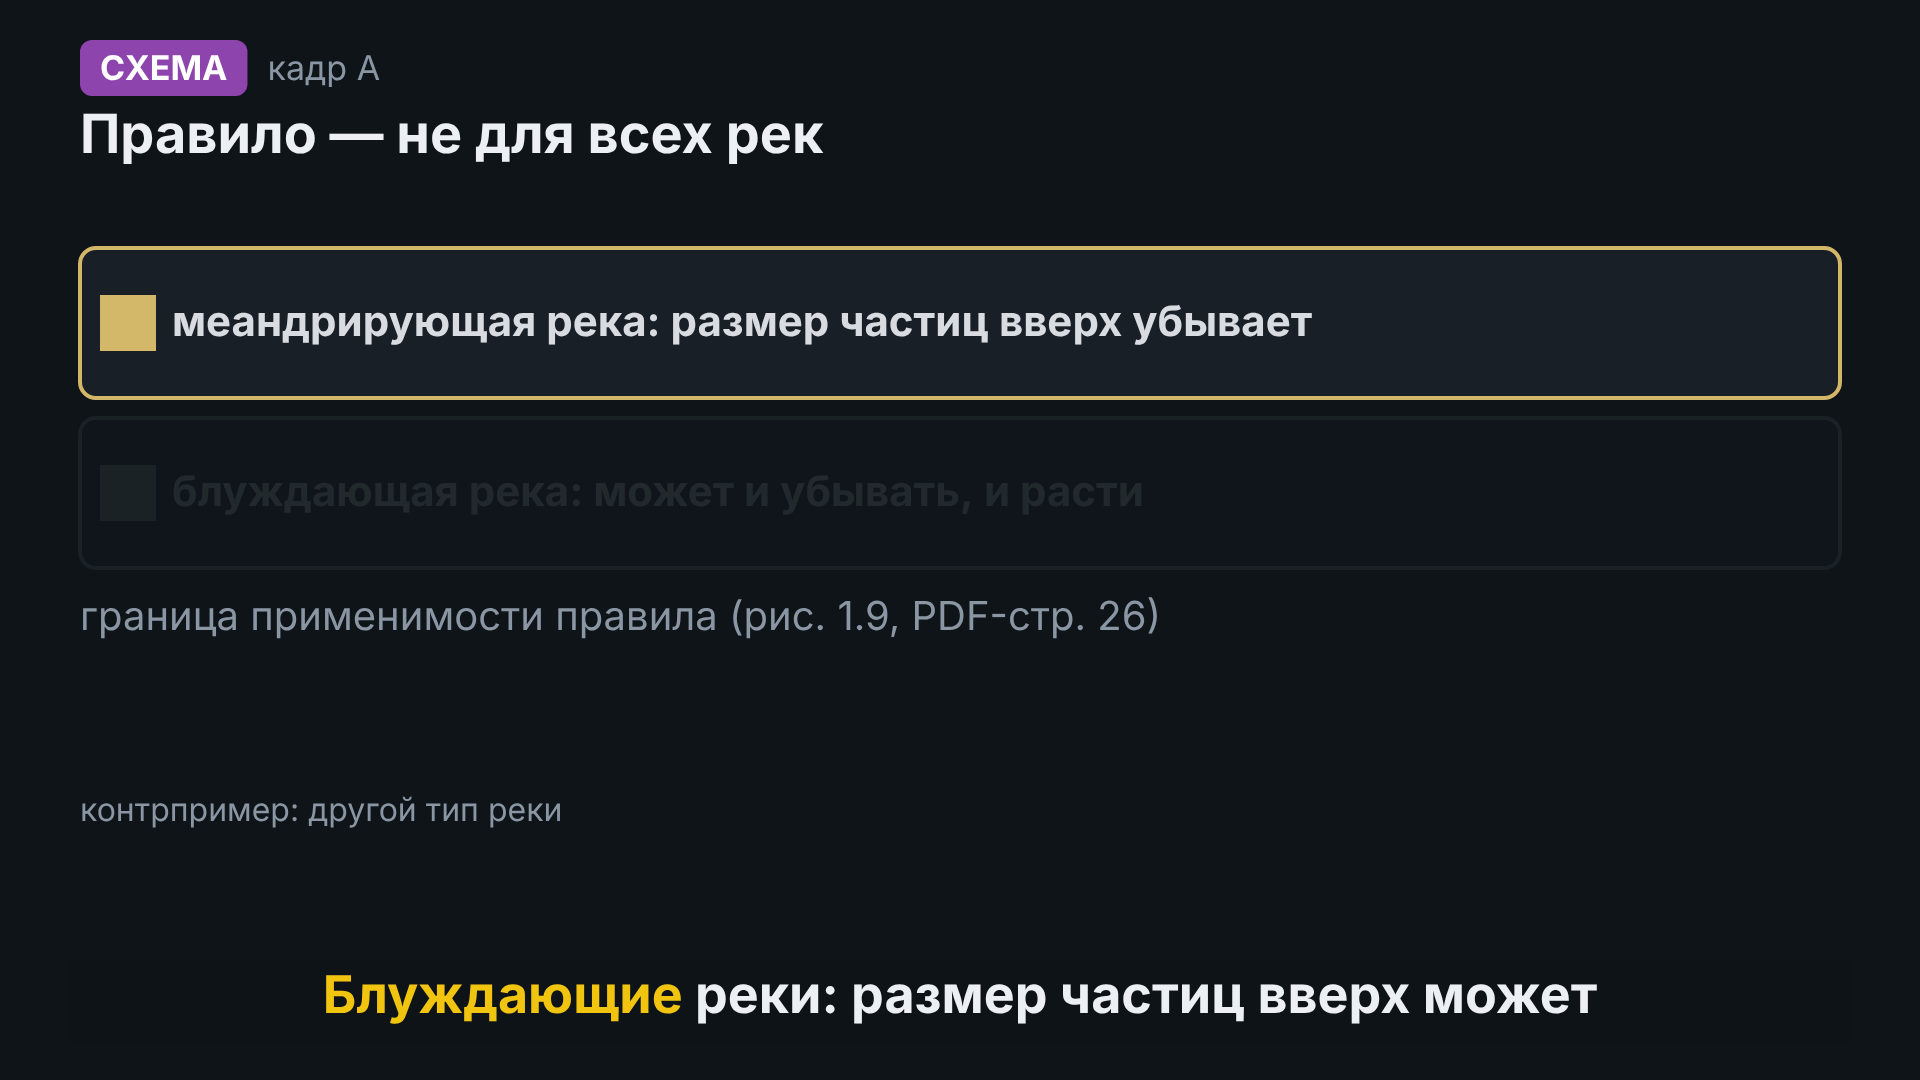 СХЕМА кадр А
Правило — не для всех рек
меандрирующая река: размер частиц вверх убывает
блуждающая река: может и убывать, и расти
граница применимости правила (рис. 1.9, PDF-стр. 26)
контрпример: другой тип реки
Блуждающие реки: размер частиц вверх может